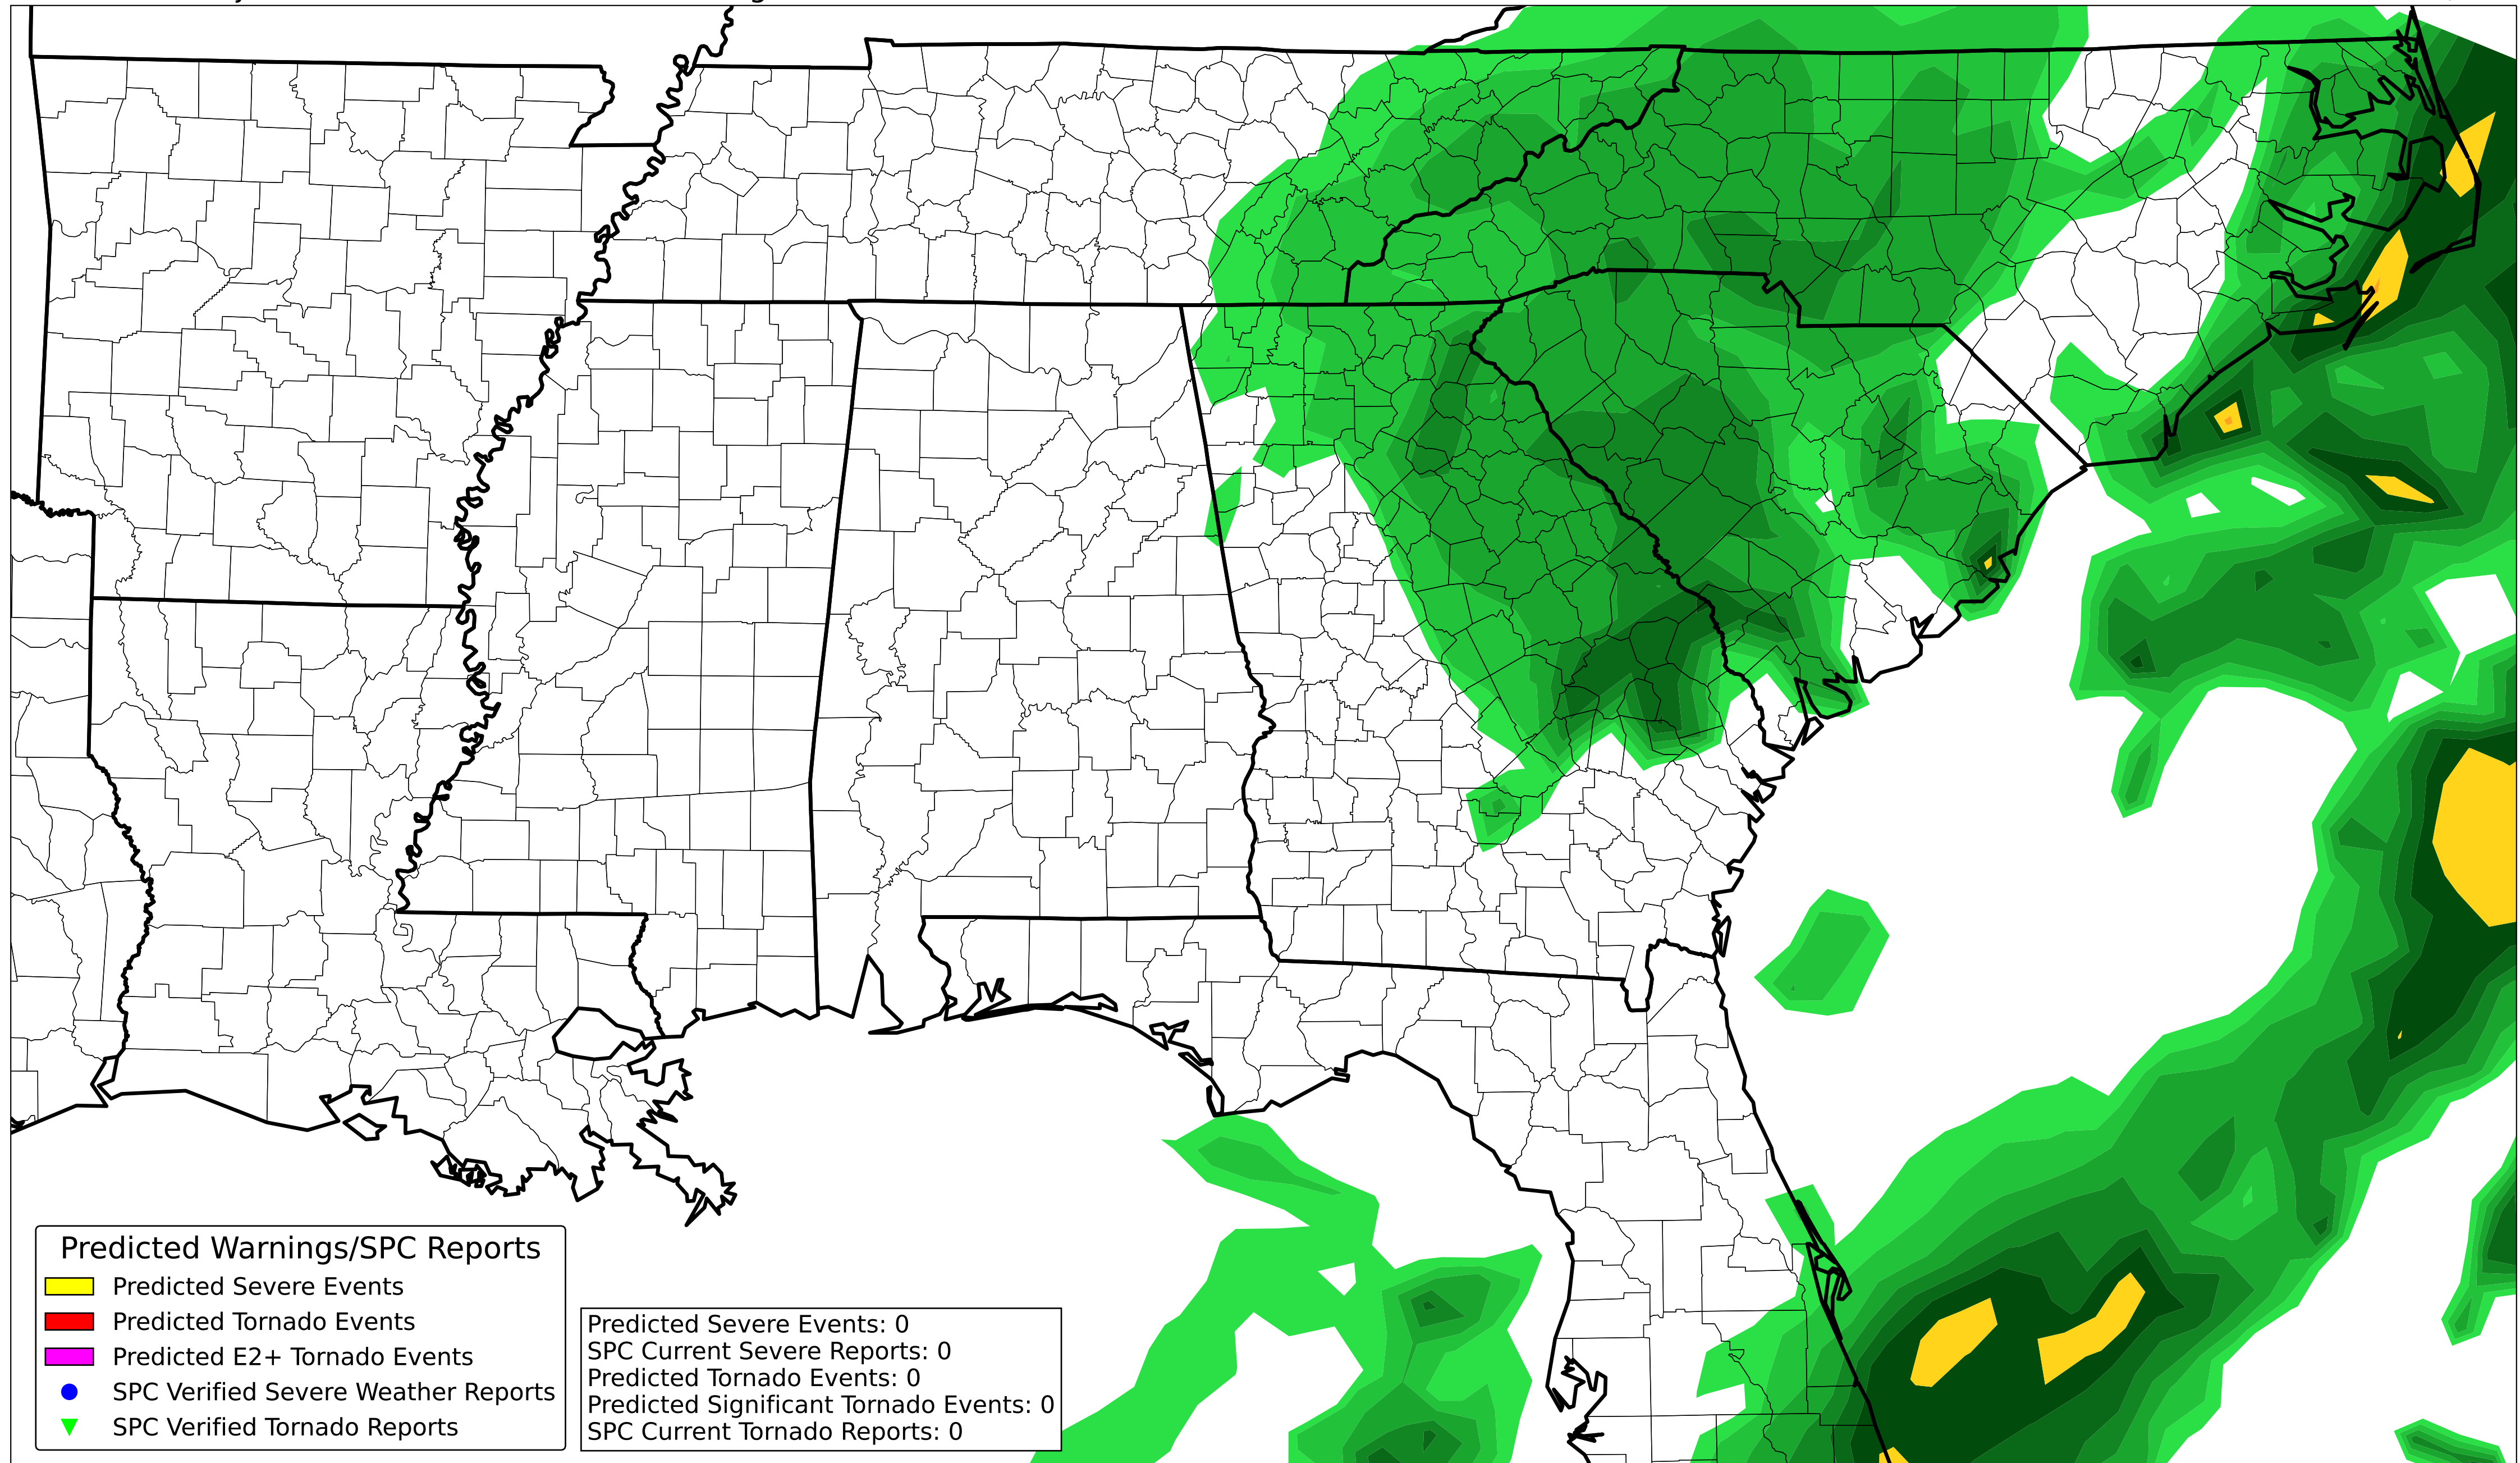 Predicted Warnings/SPC Reports
Predicted Severe Events
Predicted Tornado Events
Predicted E2+ Tornado Events
SPC Verified Severe Weather Reports
SPC Verified Tornado Reports
Predicted Severe Events: 0
SPC Current Severe Reports: 0
Predicted Tornado Events: 0
Predicted Significant Tornado Events: 0
SPC Current Tornado Reports: 0